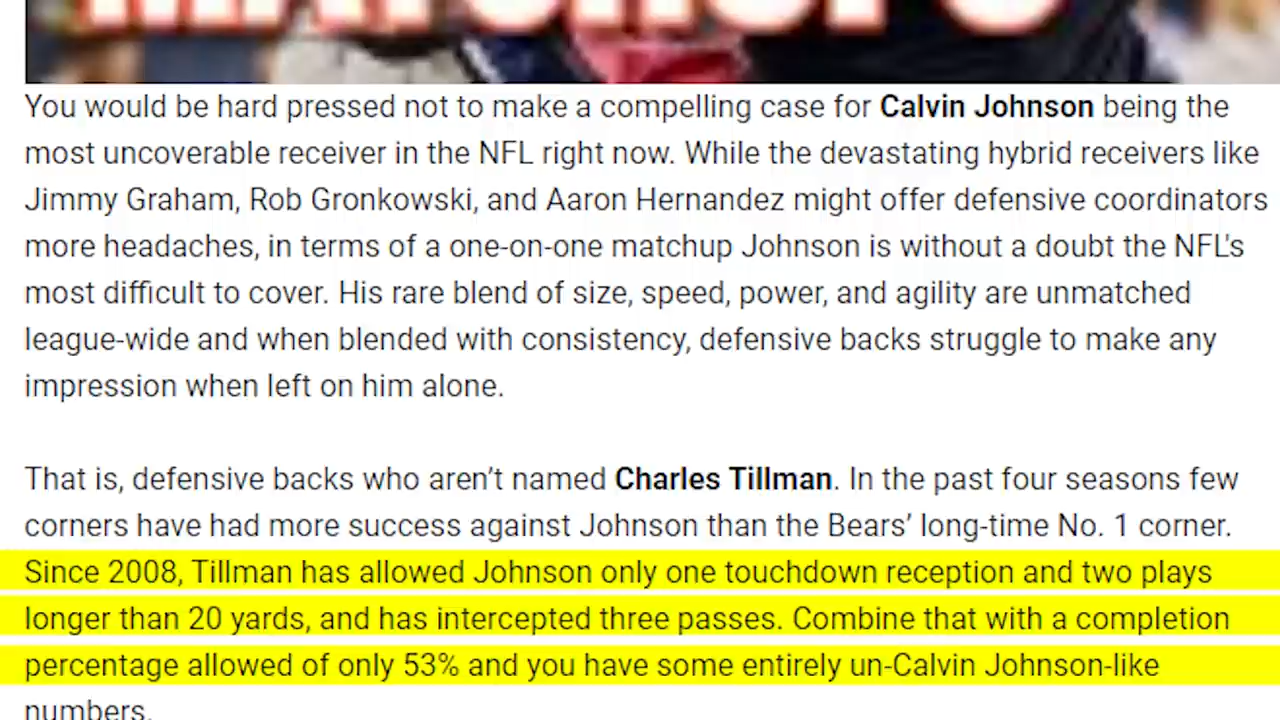 You would be hard pressed not to make a compelling case for Calvin Johnson being the
most uncoverable receiver in the NFL right now. While the devastating hybrid receivers like
Jimmy Graham, Rob Gronkowski, and Aaron Hernandez might offer defensive coordinators
more headaches, in terms of a one-on-one matchup Johnson is without a doubt the NFL's
most difficult to cover. His rare blend of size, speed, power, and agility are unmatched
league-wide and when blended with consistency, defensive backs struggle to make any
impression when left on him alone.
That is, defensive backs who aren’t named Charles Tillman. In the past four seasons few
corners have had more success against Johnson than the Bears’ long-time No. 1 corner.
Since 2008, Tillman has allowed Johnson only one touchdown reception and two plays
longer than 20 yards, and has intercepted three passes. Combine that with a completion
percentage allowed of only 53% and you have some entirely un-Calvin Johnson-like
numbers.